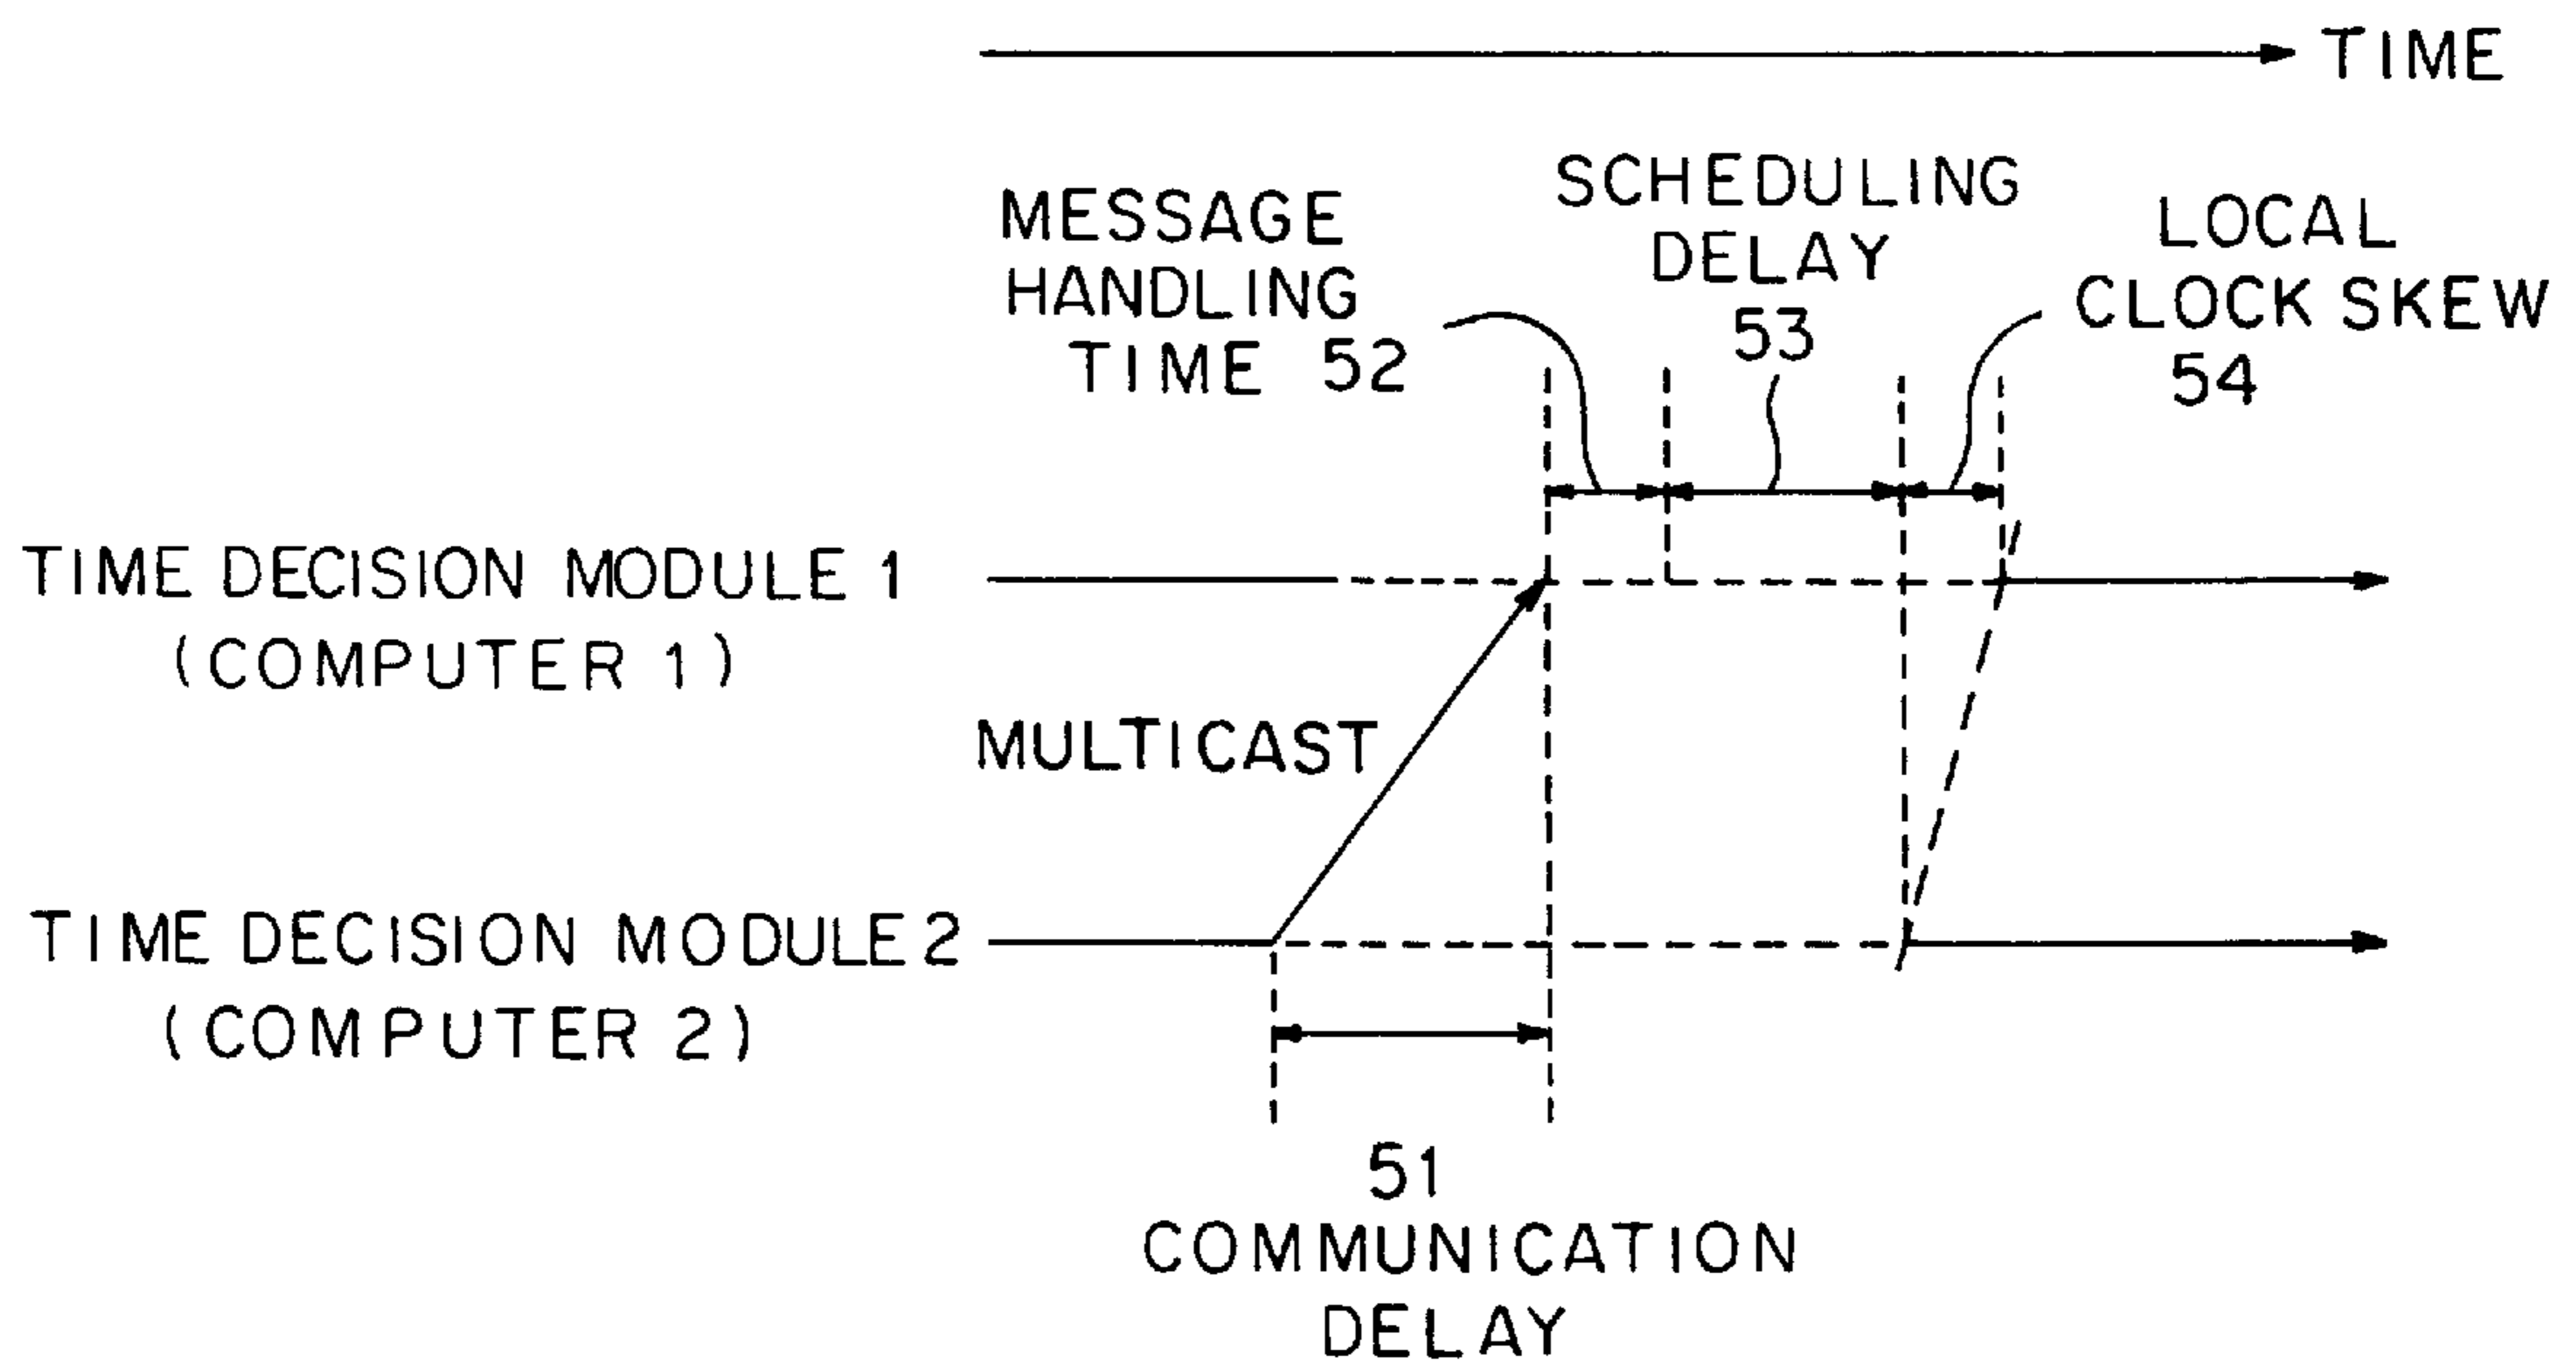 TIME
MESSAGE
HANDLING
TIME 52
SCHEDULING
DELAY
53
LOCAL
CLOCK SKEW
54
TIME DECISION MODULE 1
(COMPUTER 1)
MULTICAST
TIME DECISION MODULE 2
(COMPUTER 2)
51
COMMUNICATION
DELAY